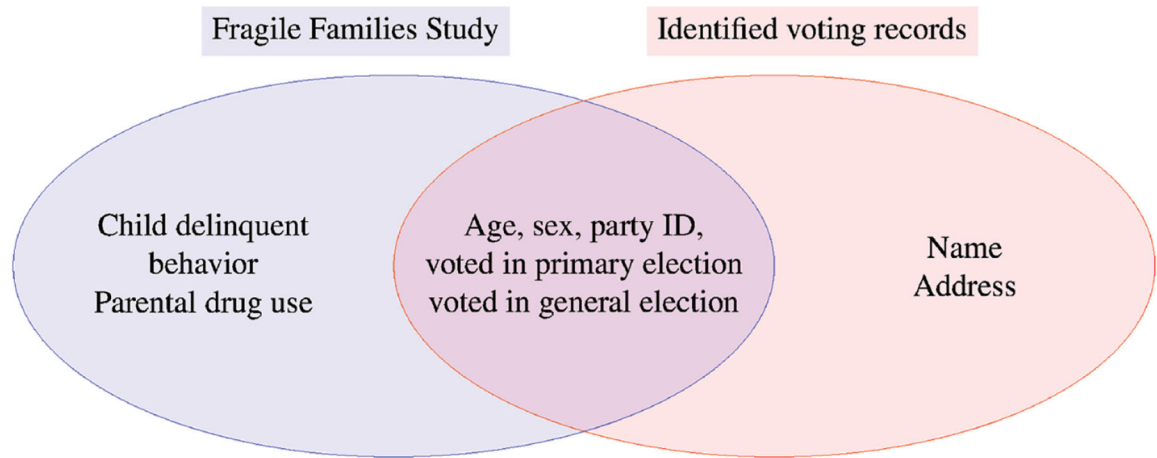 Fragile Families Study
Identified voting records
Child delinquent
behavior
Parental drug use
Age, sex, party ID,
voted in primary election
voted in general election
Name
Address